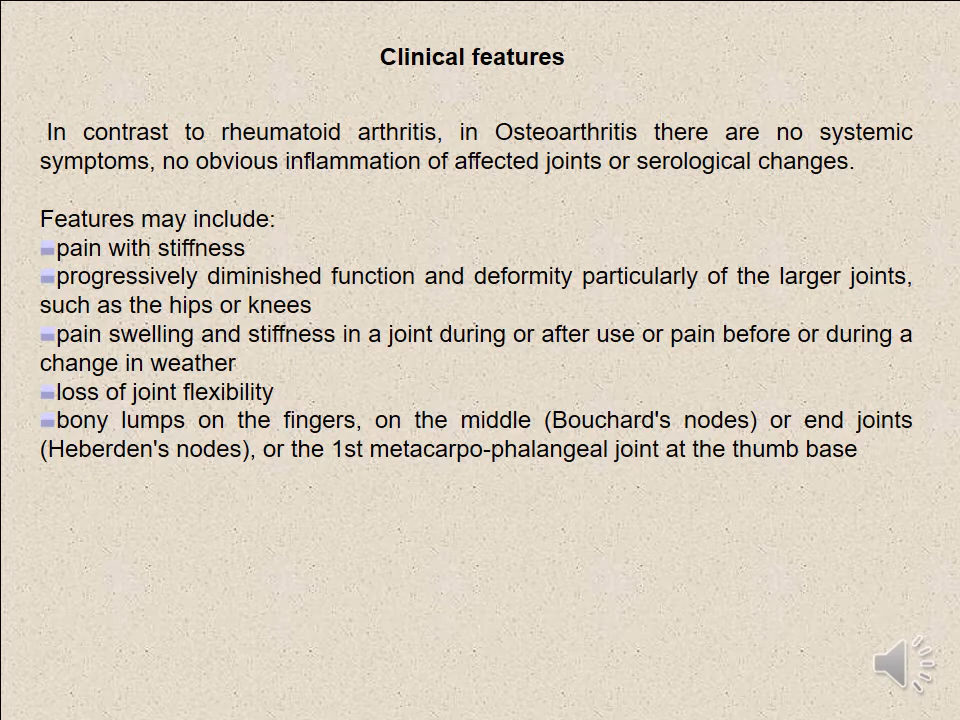 Clinical features
In contrast to rheumatoid arthritis, in Osteoarthritis there are no systemic
symptoms, no obvious inflammation of affected joints or serological changes.
Features may include:
pain with stiffness
progressively diminished function and deformity particularly of the larger joints,
such as the hips or knees
pain swelling and stiffness in a joint during or after use or pain before or during a
change in weather
loss of joint flexibility
bony lumps on the fingers, on the middle (Bouchard's nodes) or end joints
(Heberden's nodes), or the 1st metacarpo-phalangeal joint at the thumb base